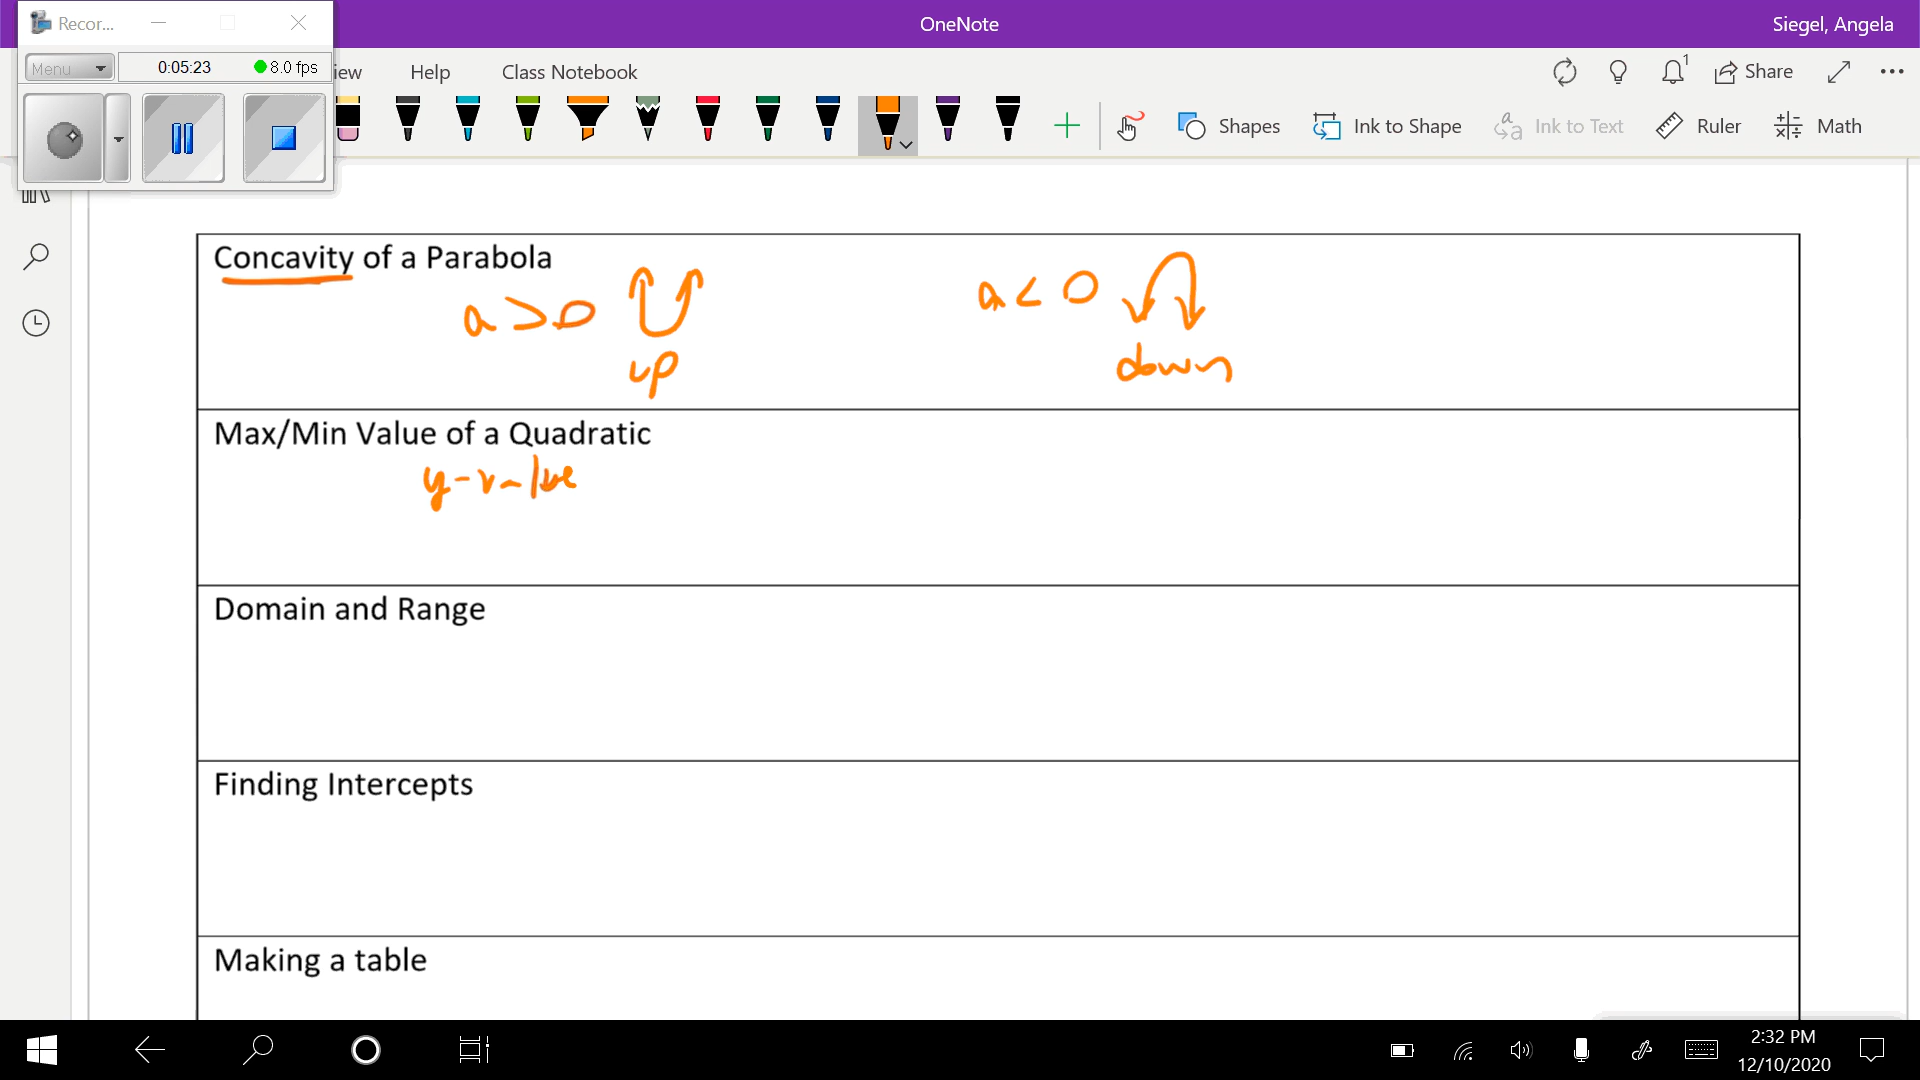 Recor...
OneNote
Siegel, Angela
Menu
0:05:23
8.0 fps
iew
Help
Class Notebook
1
Share
Shapes
Ink to Shape
Ink to Text
Ruler
Math
Concavity of a Parabola
a > 0
up
a < 0
down
Max/Min Value of a Quadratic
y-value
Domain and Range
Finding Intercepts
Making a table
2:32 PM
12/10/2020